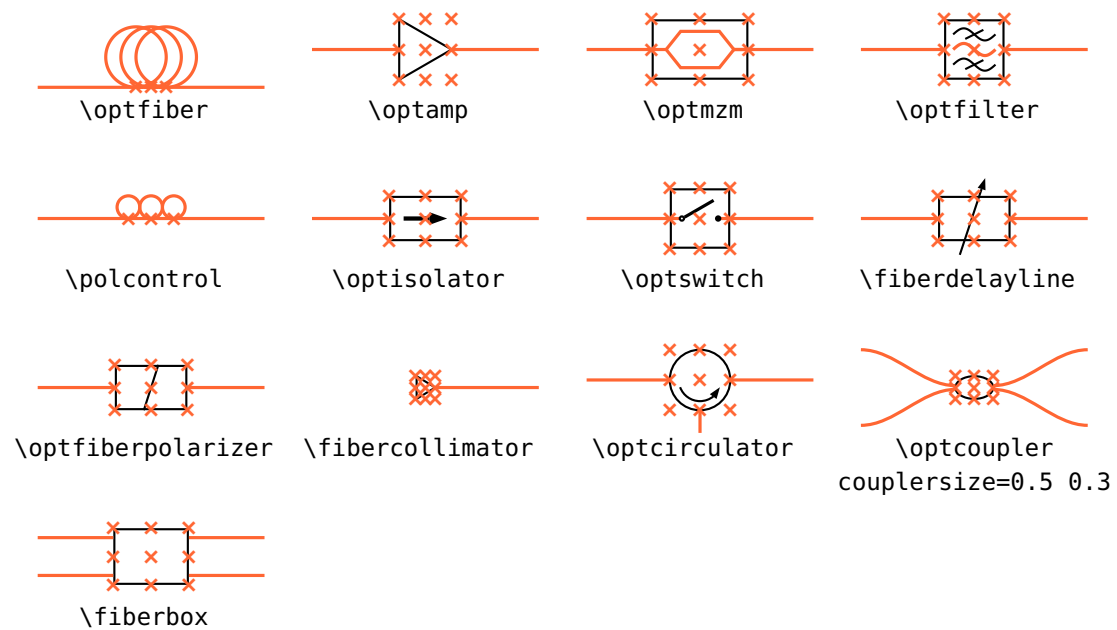 \optfiber
\optamp
\optmzm
\optfilter
\polcontrol
\optisolator
\optswitch
\fiberdelayline
\optfiberpolarizer
\fibercollimator
\optcirculator
\optcoupler
couplersize=0.5 0.3
\fiberbox